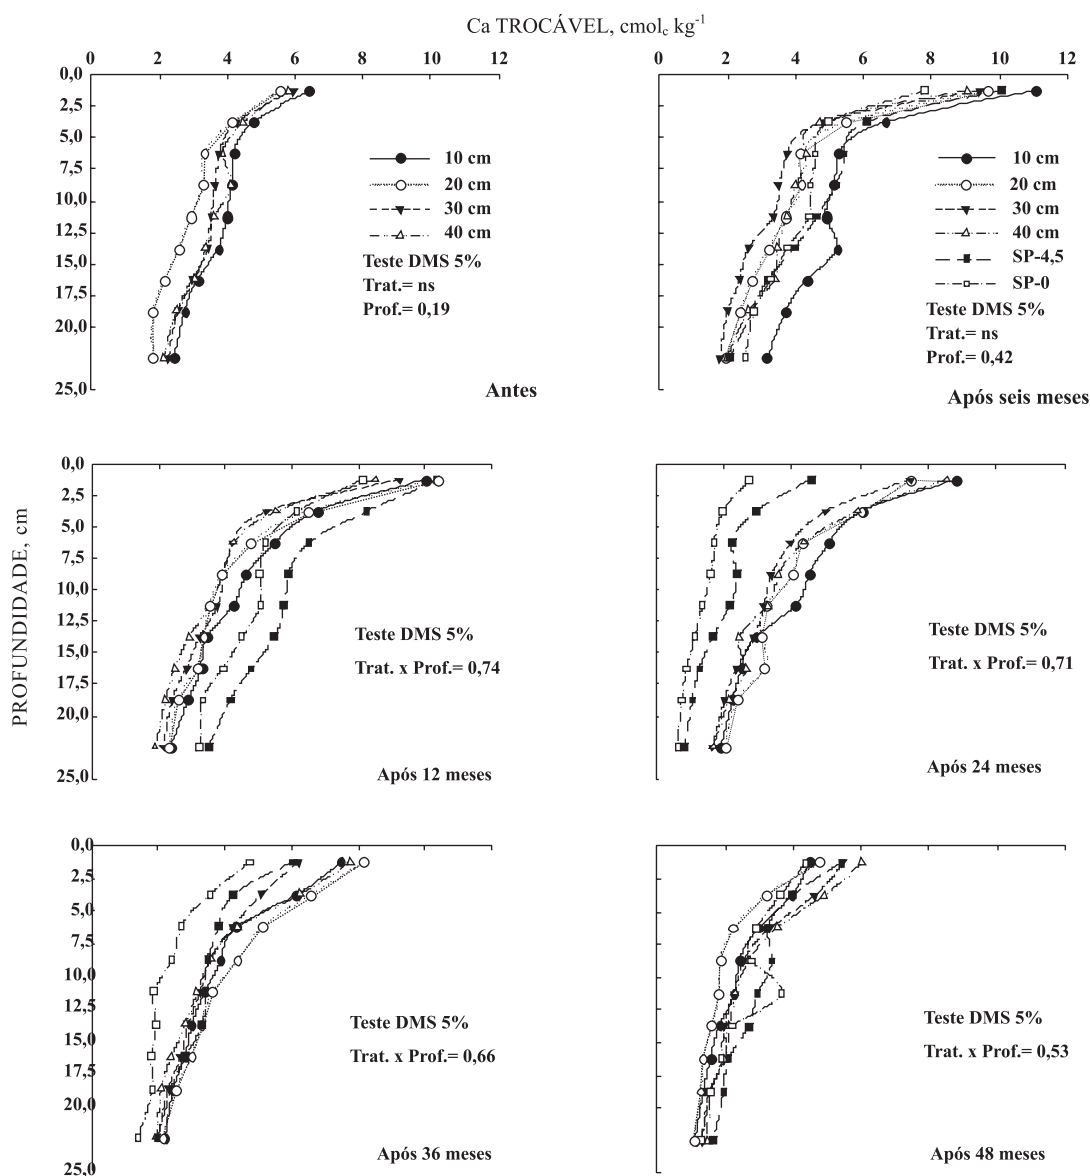 Ca TROCÁVEL, cmolc kg-1
0 2 4 6 8 10 12
0,0
2,5
5,0
7,5
10,0
12,5
15,0
17,5
20,0
22,5
25,0
10 cm
20 cm
30 cm
40 cm
Teste DMS 5%
Trat.= ns
Prof.= 0,19
Antes
0 2 4 6 8 10 12
10 cm
20 cm
30 cm
40 cm
SP-4,5
SP-0
Teste DMS 5%
Trat.= ns
Prof.= 0,42
Após seis meses
PROFUNDIDADE, cm
0,0
2,5
5,0
7,5
10,0
12,5
15,0
17,5
20,0
22,5
25,0
Teste DMS 5%
Trat. x Prof.= 0,74
Após 12 meses
Teste DMS 5%
Trat. x Prof.= 0,71
Após 24 meses
0,0
2,5
5,0
7,5
10,0
12,5
15,0
17,5
20,0
22,5
25,0
Teste DMS 5%
Trat. x Prof.= 0,66
Após 36 meses
Teste DMS 5%
Trat. x Prof.= 0,53
Após 48 meses